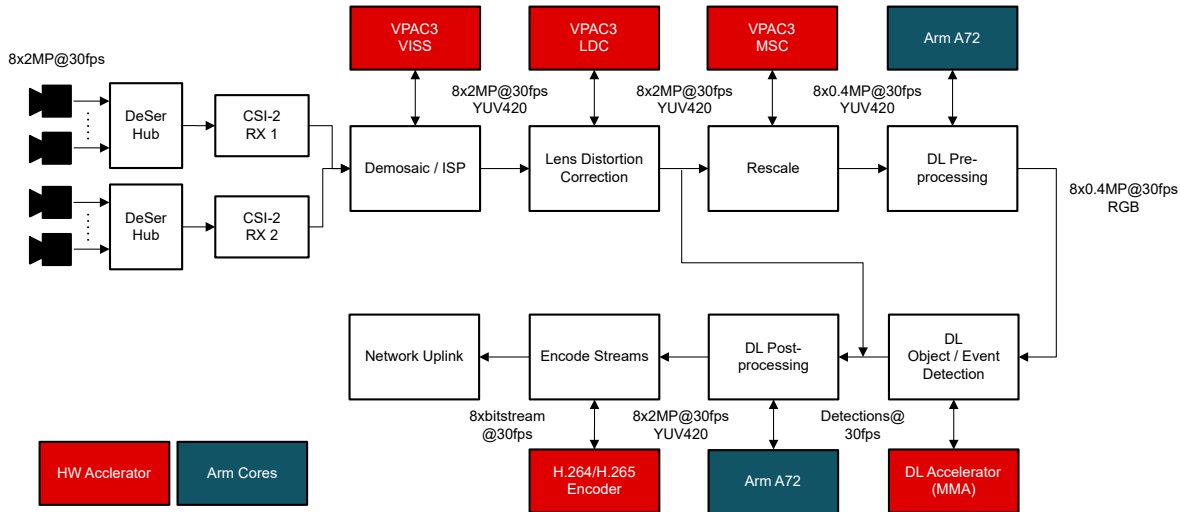 8x2MP@30fps
VPAC3
VISS
VPAC3
LDC
VPAC3
MSC
Arm A72
8x2MP@30fps
YUV420
8x2MP@30fps
YUV420
8x0.4MP@30fps
YUV420
DeSer
Hub
CSI-2
RX 1
Demosaic / ISP
Lens Distortion
Correction
Rescale
DL Pre-
processing
8x0.4MP@30fps
RGB
DeSer
Hub
CSI-2
RX 2
Network Uplink
Encode Streams
DL Post-
processing
DL
Object / Event
Detection
8xbitstream
@30fps
8x2MP@30fps
YUV420
Detections@
30fps
HW Acclerator
Arm Cores
H.264/H.265
Encoder
Arm A72
DL Accelerator
(MMA)